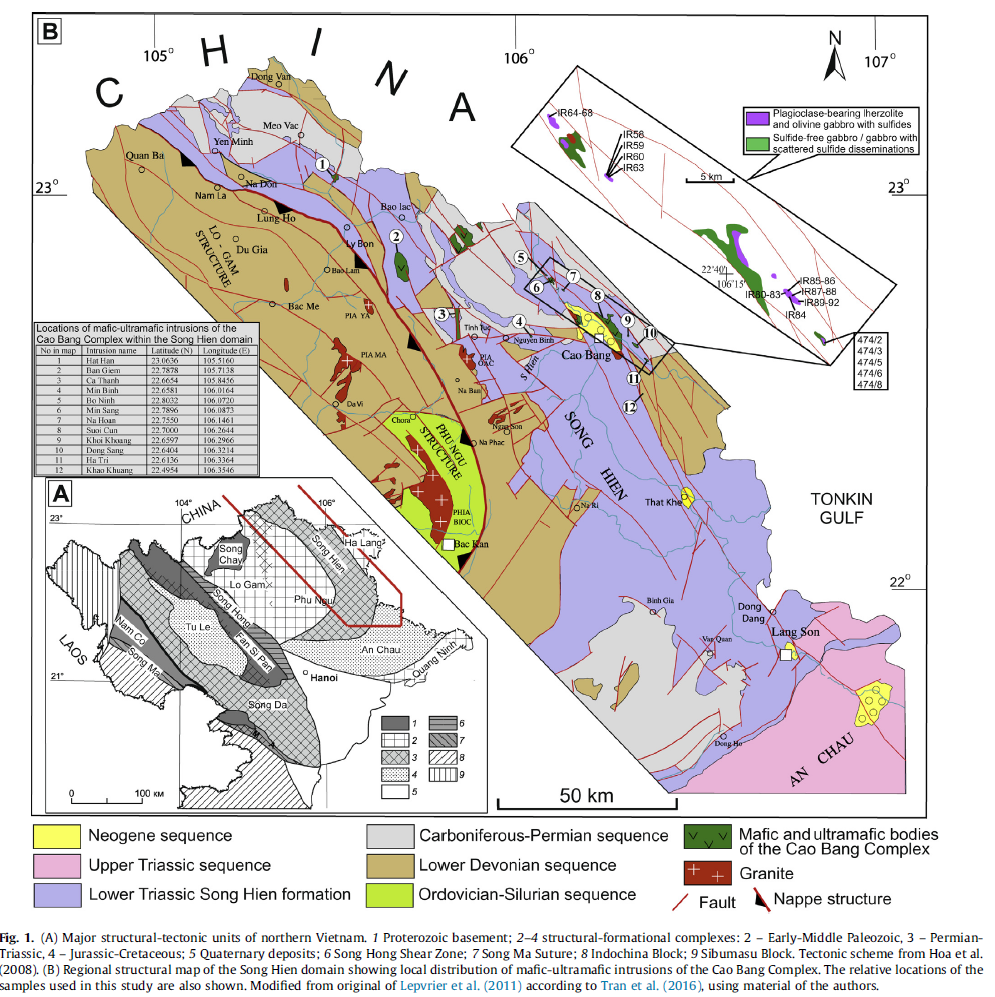 B
105°
106°
107°
C H I N A
N
Dong Van
Meo Vac
Yen Minh
Quan Ba
Na Don
Nam La
Lung Ho
23°
23°
Bao lac
Ly Bon
LO - GAM
STRUCTURE
Du Gia
Bao Lam
Bac Me
PIA YA
PIA MA
Tinh Tuc
PIA
OAC
Nguyen Binh
Cao Bang
S Hien
Na Ban
Da Vi
Chora
Ngan Son
Na Phac
PHU NGU
STRUCTURE
PHIA
BIOC
Bac Kan
Na Ri
SONG
HIEN
That Khe
TONKIN
GULF
22°
Binh Gia
Dong
Dang
Van Quan
Lang Son
Dong Ho
AN CHAU
1
2
3
4
5
6
7
8
9
10
11
12
IR64-68
IR58
IR59
IR60
IR63
5 km
22°40'
106°15'
IR80-83
IR85-86
IR87-88
IR89-92
IR84
474/2
474/3
474/5
474/6
474/8
Plagioclase-bearing lherzolite
and olivine gabbro with sulfides
Sulfide-free gabbro / gabbro with
scattered sulfide disseminations
Locations of mafic-ultramafic intrusions of the
Cao Bang Complex within the Song Hien domain
No in map Intrusion name Latitude (N) Longitude (E)
1 Hat Han 23.0636 105.5160
2 Ban Giem 22.7878 105.7138
3 Ca Thanh 22.6654 105.8456
4 Min Binh 22.6581 106.0164
5 Bo Ninh 22.8032 106.0720
6 Min Sang 22.7896 106.0873
7 Na Hoan 22.7550 106.1461
8 Suoi Cun 22.7000 106.2644
9 Khoi Khoang 22.6597 106.2966
10 Dong Sang 22.6404 106.3214
11 Ha Tri 22.6136 106.3364
12 Khao Khuang 22.4954 106.3546
A
104°
106°
23°
21°
CHINA
LAOS
Song
Chay
Lo Gam
Song Hien
Ha Lang
Phu Ngu
Song Hong
Fan Si Pan
Tu Le
Nam Co
Song Ma
An Chau
Quang Ninh
Hanoi
Song Da
M A
0 100 KM
1
2
3
4
5
6
7
8
9
50 km
Neogene sequence
Upper Triassic sequence
Lower Triassic Song Hien formation
Carboniferous-Permian sequence
Lower Devonian sequence
Ordovician-Silurian sequence
Mafic and ultramafic bodies
of the Cao Bang Complex
Granite
Fault
Nappe structure
Fig. 1. (A) Major structural-tectonic units of northern Vietnam. 1 Proterozoic basement; 2–4 structural-formational complexes: 2 – Early-Middle Paleozoic, 3 – Permian-
Triassic, 4 – Jurassic-Cretaceous; 5 Quaternary deposits; 6 Song Hong Shear Zone; 7 Song Ma Suture; 8 Indochina Block; 9 Sibumasu Block. Tectonic scheme from Hoa et al.
(2008). (B) Regional structural map of the Song Hien domain showing local distribution of mafic-ultramafic intrusions of the Cao Bang Complex. The relative locations of the
samples used in this study are also shown. Modified from original of Lepvrier et al. (2011) according to Tran et al. (2016), using material of the authors.